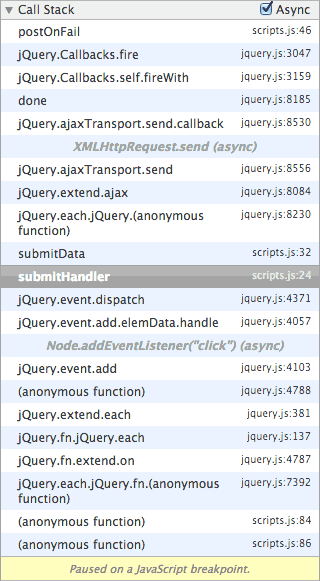 Call Stack Async
postOnFail scripts.js:46
jQuery.Callbacks.fire jquery.js:3047
jQuery.Callbacks.self.fireWith jquery.js:3159
done jquery.js:8185
jQuery.ajaxTransport.send.callback jquery.js:8530
XMLHttpRequest.send (async)
jQuery.ajaxTransport.send jquery.js:8556
jQuery.extend.ajax jquery.js:8084
jQuery.each.jQuery.(anonymous jquery.js:8230
function)
submitData scripts.js:32
submitHandler scripts.js:24
jQuery.event.dispatch jquery.js:4371
jQuery.event.add.elemData.handle jquery.js:4057
Node.addEventListener("click") (async)
jQuery.event.add jquery.js:4103
(anonymous function) jquery.js:4788
jQuery.extend.each jquery.js:381
jQuery.fn.jQuery.each jquery.js:137
jQuery.fn.extend.on jquery.js:4787
jQuery.each.jQuery.fn.(anonymous jquery.js:7392
function)
(anonymous function) scripts.js:84
(anonymous function) scripts.js:86
Paused on a JavaScript breakpoint.